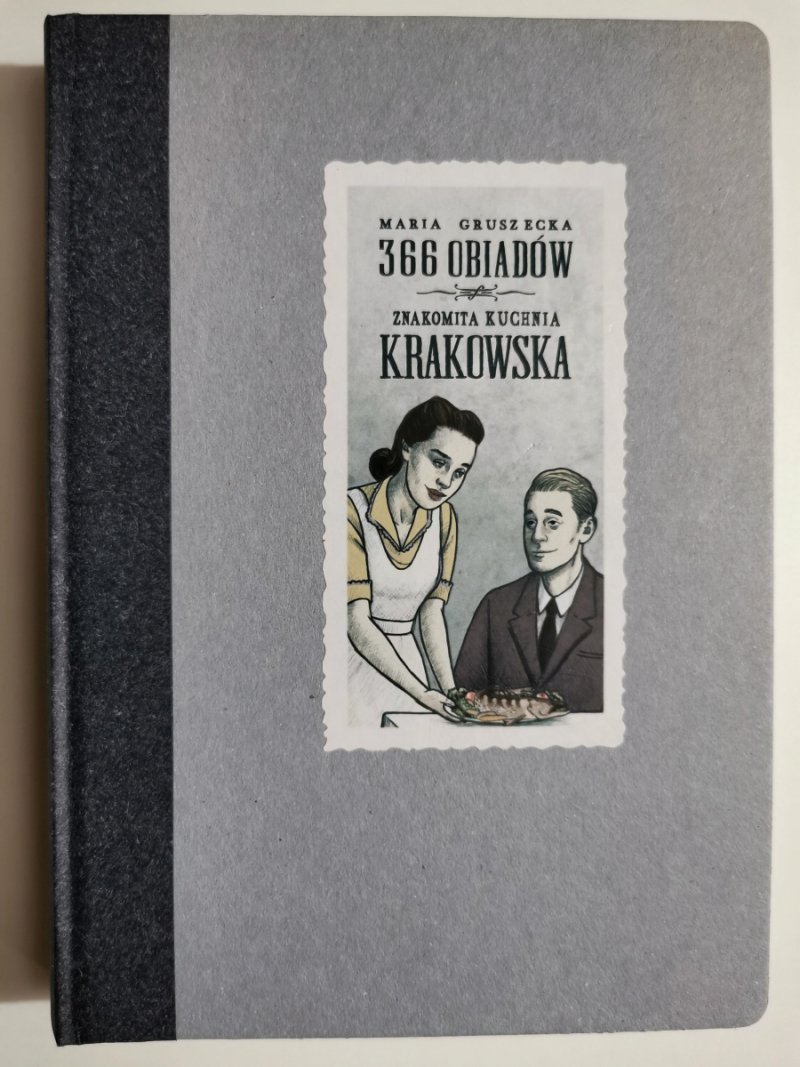 MARIA GRUSZECKA
366 OBIADÓW
ZNAKOMITA KUCHNIA
KRAKOWSKA